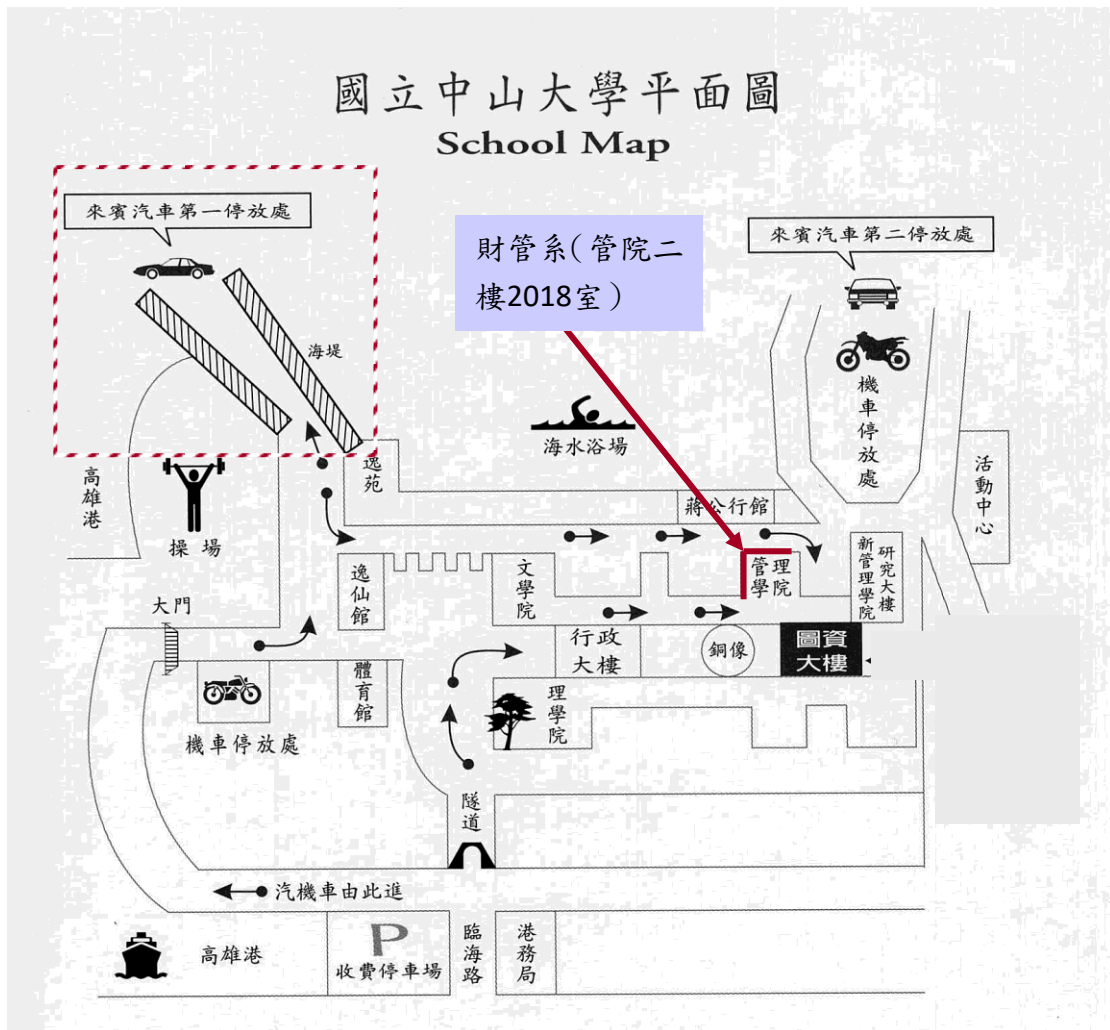 國立中山大學平面圖
School Map
來賓汽車第一停放處
財管系(管院二
樓2018室)
來賓汽車第二停放處
海堤
機車停放處
海水浴場
逸苑
高雄港
操場
蔣公行館
活動中心
大門
逸仙館
文學院
管理
學院
新管理學院
研究大樓
行政
大樓
銅像
圖資
大樓
體育館
理學院
機車停放處
隧道
汽機車由此進
高雄港
P
收費停車場
臨海路
港務局